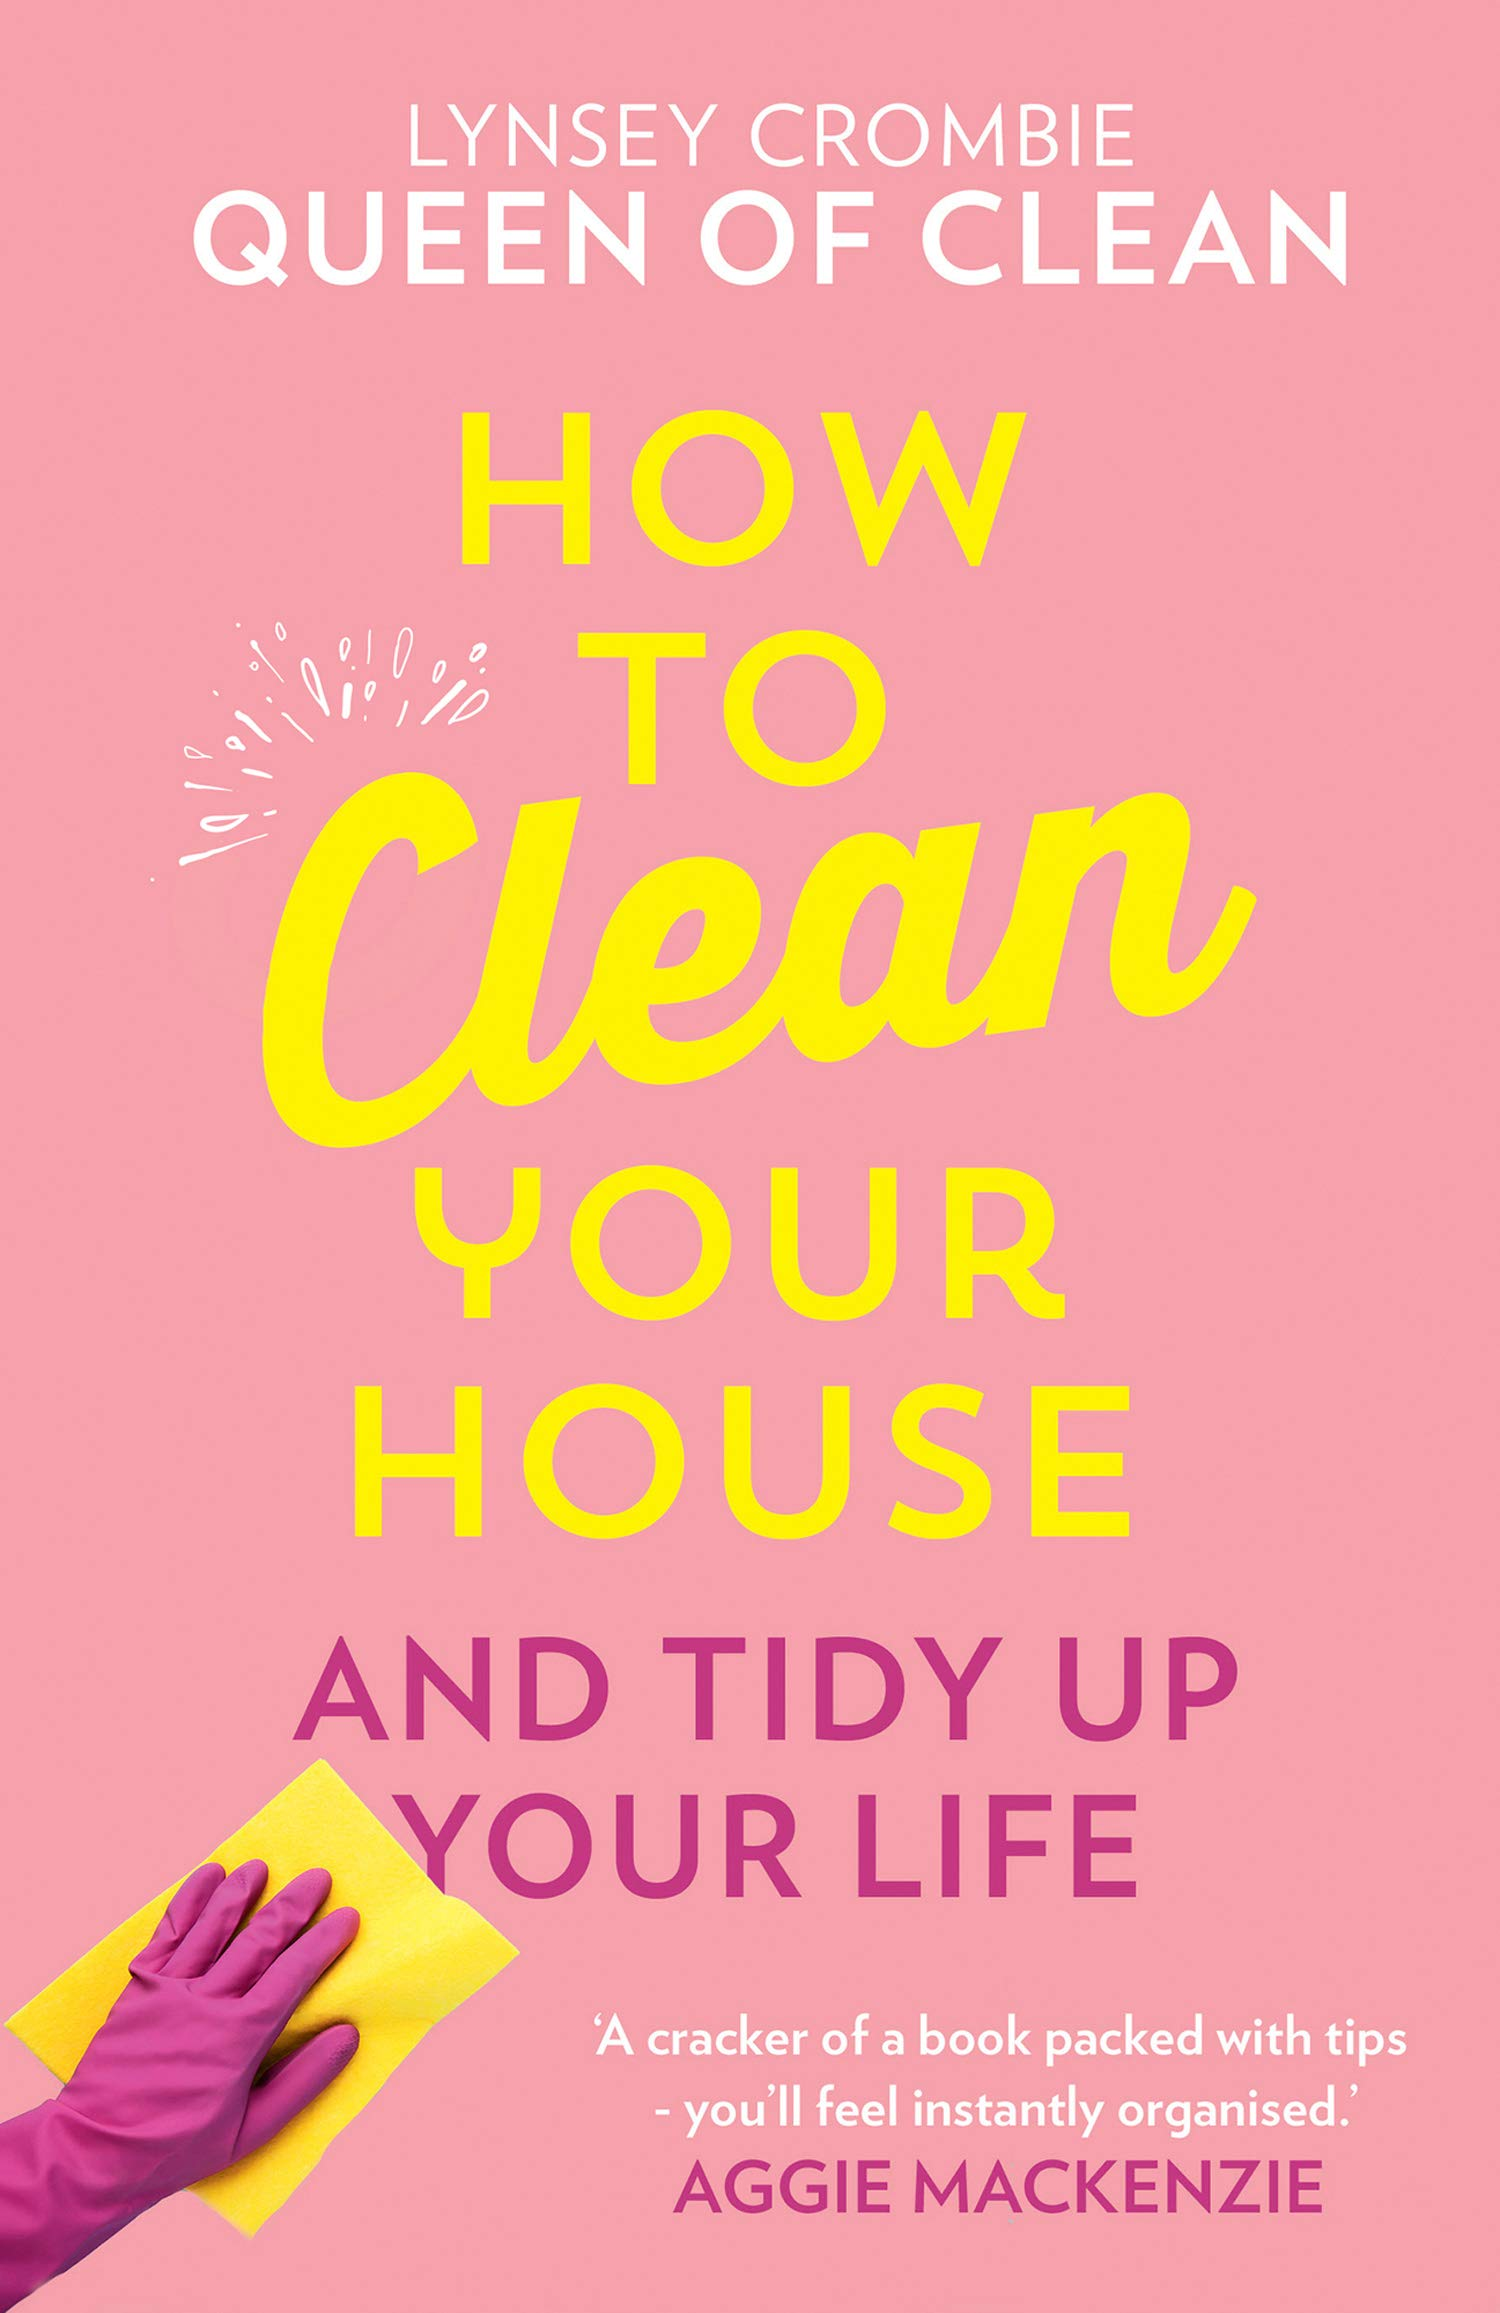 LYNSEY CROMBIE
QUEEN OF CLEAN
HOW
TO
Clean
YOUR
HOUSE
AND TIDY UP
YOUR LIFE
‘A cracker of a book packed with tips
- you’ll feel instantly organised.’
AGGIE MACKENZIE